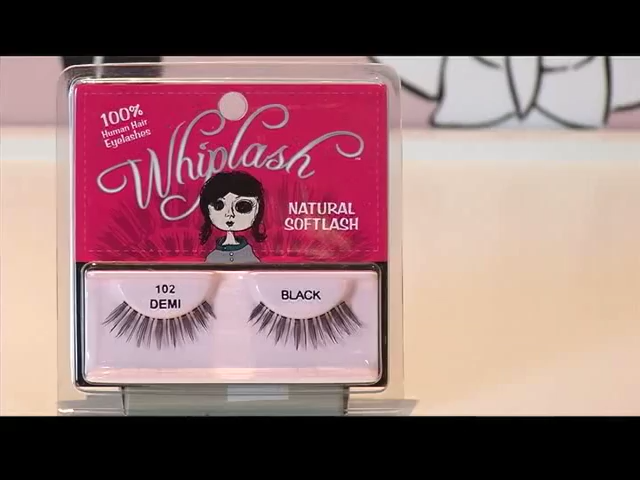 100%
Human Hair
Eyelashes
Whiplash
NATURAL
SOFTLASH
102
DEMI
BLACK